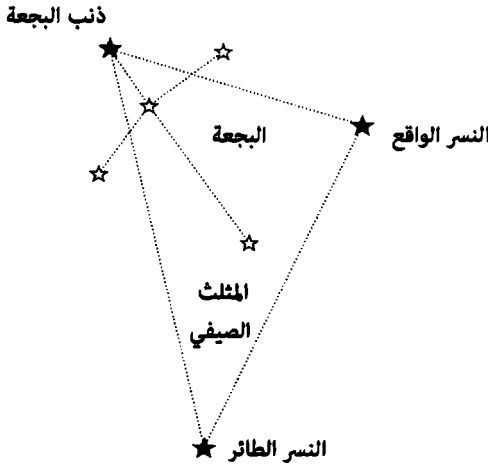 ذنب البجعة
النسر الواقع
البجعة
المثلث
الصيفي
النسر الطائر